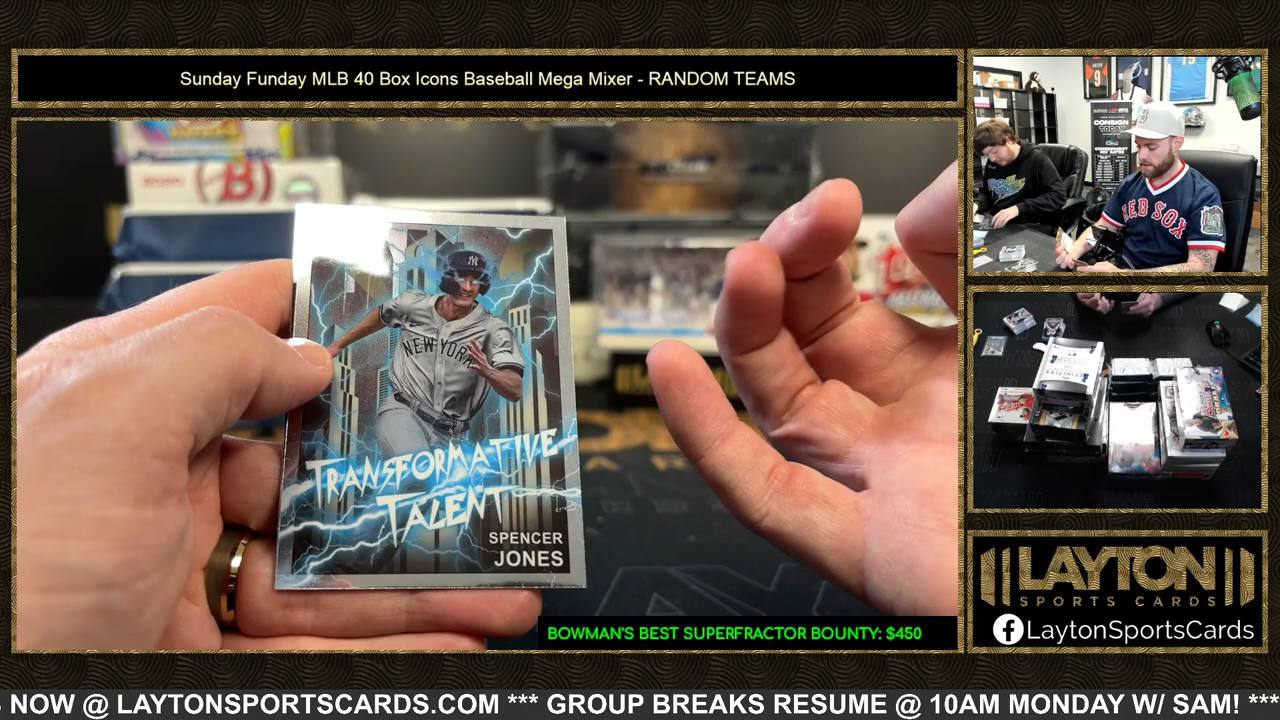 Sunday Funday MLB 40 Box Icons Baseball Mega Mixer - RANDOM TEAMS
NEW YORK
TRANSFORMATIVE
TALENT
SPENCER
JONES
BOWMAN'S BEST SUPERFRACTOR BOUNTY: $450
CONSIGN
TODAY
RED SOX
LAYTON
SPORTS CARDS
LaytonSportsCards
NOW @ LAYTONSPORTSCARDS.COM *** GROUP BREAKS RESUME @ 10AM MONDAY W/ SAM! ***